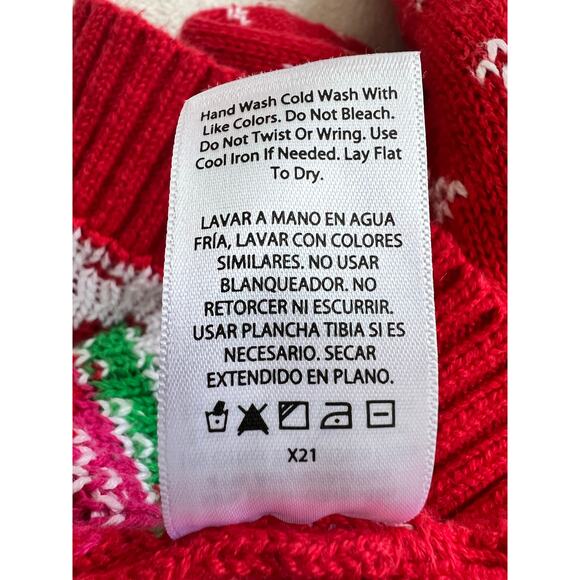 Hand Wash Cold Wash With
Like Colors. Do Not Bleach.
Do Not Twist Or Wring. Use
Cool Iron If Needed. Lay Flat
To Dry.
LAVAR A MANO EN AGUA
FRÍA, LAVAR CON COLORES
SIMILARES. NO USAR
BLANQUEADOR. NO
RETORCER NI ESCURRIR.
USAR PLANCHA TIBIA SI ES
NECESARIO. SECAR
EXTENDIDO EN PLANO.
X21